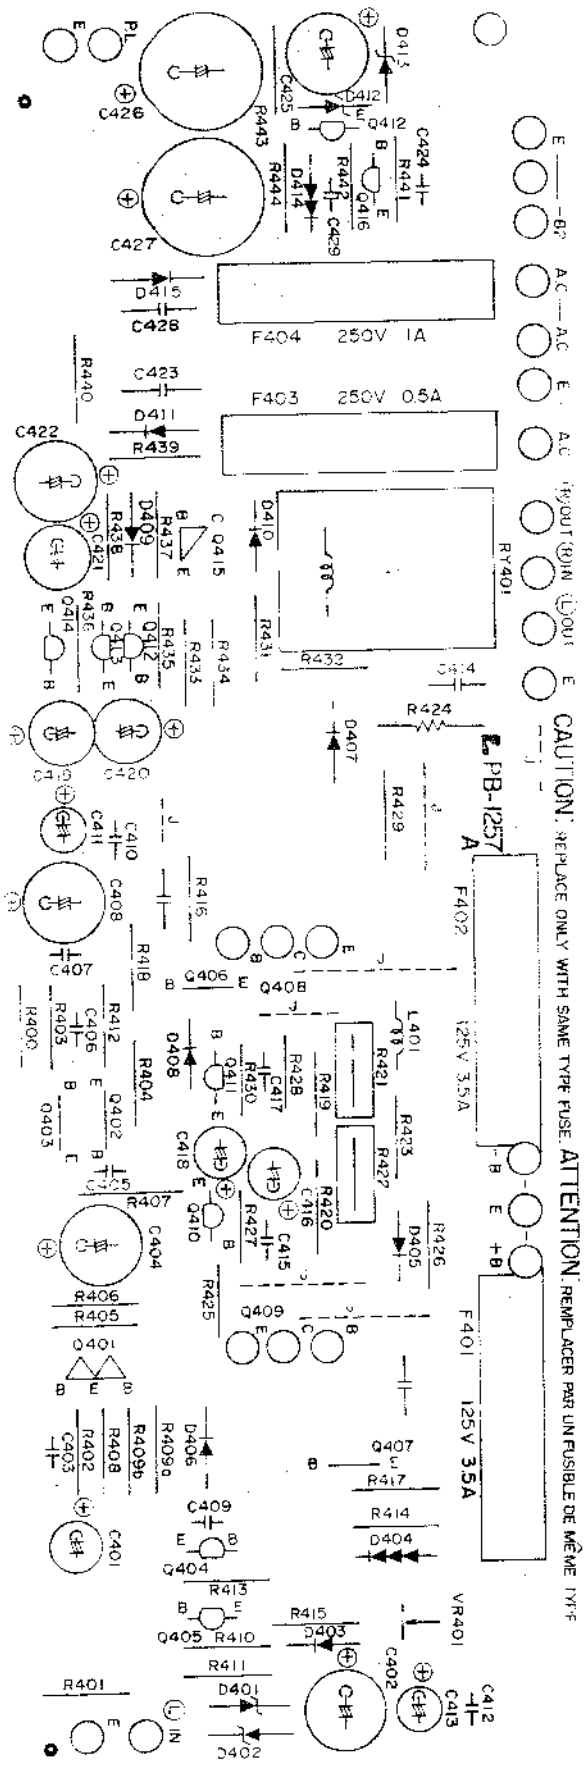 E
P.L
C426
R443
C425
D413
D412
E
B
Q412
C424
B
R444
D414
R442
C429
Q416
E
R441
C427
E
-B2
D415
C428
A.C
A.C
F404 250V 1A
R440
C423
E
F403 250V 0.5A
D411
R439
A.C
C422
C421
R438
D409
R437
B
C
E
Q415
D410
RY401
(R)OUT
(R)IN
(L)OUT
E
E
Q414
B
R436
B
Q413
E
E
Q412
B
R435
R433
R434
R431
R432
C419
C420
D407
R424
J
PB-1257
A
C411
C410
J
R429
J
C408
R416
F402
125V 3.5A
C407
R418
B
C
E
B
Q406
E
Q408
J
R400
R403
C406
R412
R404
D408
B
Q411
E
R430
C417
R428
R419
R421
L401
B
Q403
E
E
Q402
B
C405
R407
C418
E
Q410
B
R427
C416
C415
R420
R422
R423
D405
R426
-B
E
+B
C404
R406
R405
R425
Q409
E
C
B
Q401
B
E
B
F401
125V 3.5A
C403
R402
R408
R409b
R409a
D406
B
Q407
E
R417
C401
C409
E
B
Q404
R414
D404
R413
B
E
Q405
R410
R415
D403
VR401
R411
C402
C413
C412
R401
D401
D402
E
(L)IN
CAUTION: REPLACE ONLY WITH SAME TYPE FUSE. ATTENTION: REMPLACER PAR UN FUSIBLE DE MÊME TYPE